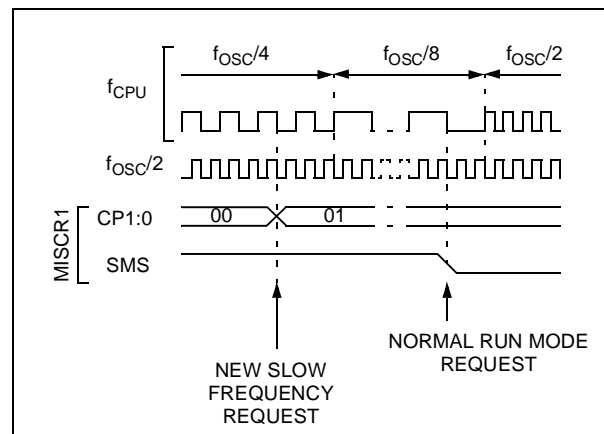 fOSC/4 fOSC/8 fOSC/2
fCPU
fOSC/2
MISCR1
CP1:0 00 01
SMS
NEW SLOW
FREQUENCY
REQUEST
NORMAL RUN MODE
REQUEST